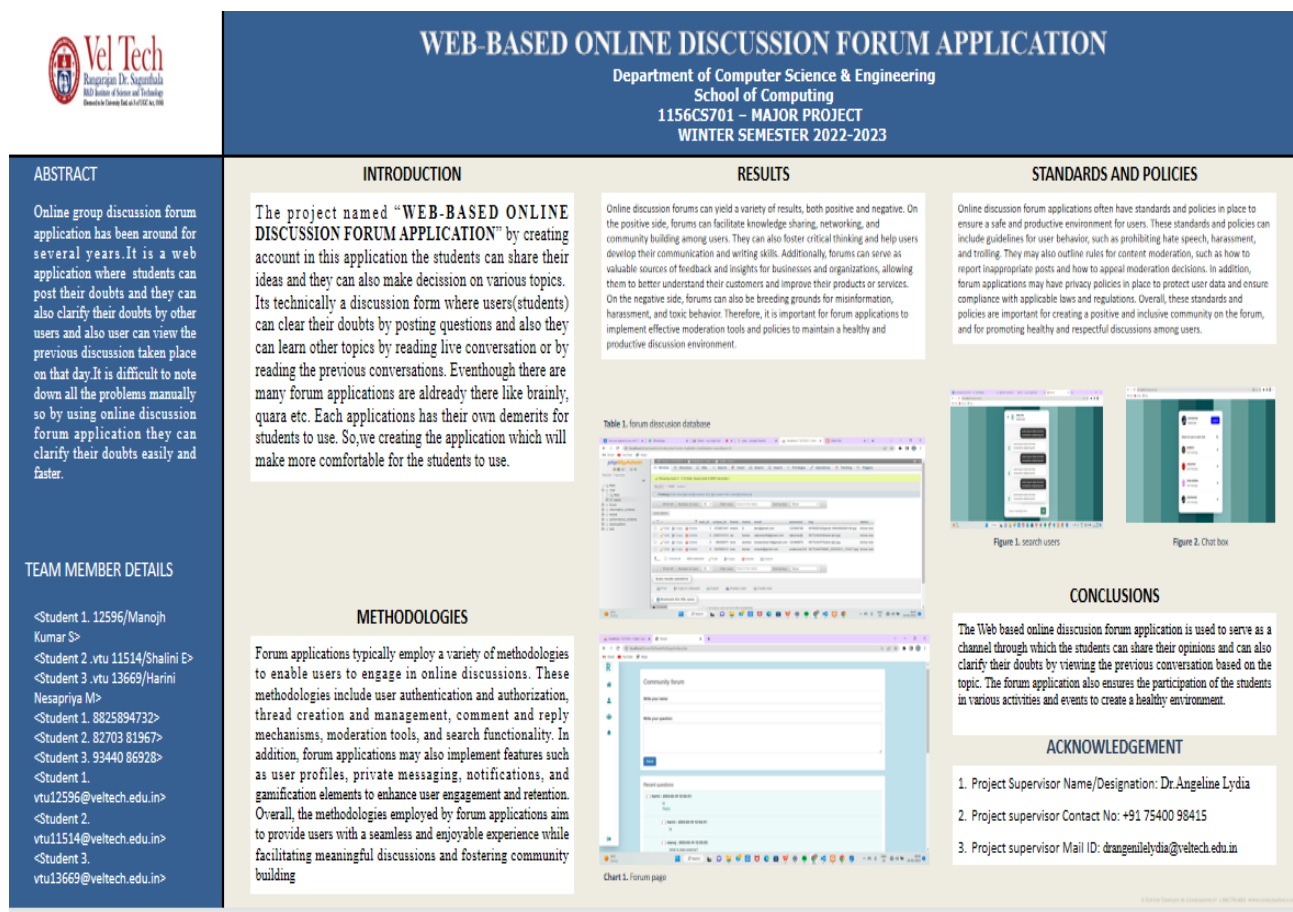 Vel Tech
Rangarajan Dr. Sagunthala
R&D Institute of Science and Technology
(Deemed to be University Estd. u/s 3 of UGC Act, 1956)
WEB-BASED ONLINE DISCUSSION FORUM APPLICATION
Department of Computer Science & Engineering
School of Computing
1156CS701 – MAJOR PROJECT
WINTER SEMESTER 2022-2023
ABSTRACT
Online group discussion forum
application has been around for
several years.It is a web
application where students can
post their doubts and they can
also clarify their doubts by other
users and also user can view the
previous discussion taken place
on that day.It is difficult to note
down all the problems manually
so by using online discussion
forum application they can
clarify their doubts easily and
faster.
TEAM MEMBER DETAILS
<Student 1. 12596/Manojh
Kumar S>
<Student 2 .vtu 11514/Shalini E>
<Student 3 .vtu 13669/Harini
Nesapriya M>
<Student 1. 8825894732>
<Student 2. 82703 81967>
<Student 3. 93440 86928>
<Student 1.
vtu12596@veltech.edu.in>
<Student 2.
vtu11514@veltech.edu.in>
<Student 3.
vtu13669@veltech.edu.in>
INTRODUCTION
The project named “WEB-BASED ONLINE
DISCUSSION FORUM APPLICATION” by creating
account in this application the students can share their
ideas and they can also make decission on various topics.
Its technically a discussion form where users(students)
can clear their doubts by posting questions and also they
can learn other topics by reading live conversation or by
reading the previous conversations. Eventhough there are
many forum applications are aldready there like brainly,
quara etc. Each applications has their own demerits for
students to use. So,we creating the application which will
make more comfortable for the students to use.
METHODOLOGIES
Forum applications typically employ a variety of methodologies
to enable users to engage in online discussions. These
methodologies include user authentication and authorization,
thread creation and management, comment and reply
mechanisms, moderation tools, and search functionality. In
addition, forum applications may also implement features such
as user profiles, private messaging, notifications, and
gamification elements to enhance user engagement and retention.
Overall, the methodologies employed by forum applications aim
to provide users with a seamless and enjoyable experience while
facilitating meaningful discussions and fostering community
building
RESULTS
Online discussion forums can yield a variety of results, both positive and negative. On
the positive side, forums can facilitate knowledge sharing, networking, and
community building among users. They can also foster critical thinking and help users
develop their communication and writing skills. Additionally, forums can serve as
valuable sources of feedback and insights for businesses and organizations, allowing
them to better understand their customers and improve their products or services.
On the negative side, forums can also be breeding grounds for misinformation,
harassment, and toxic behavior. Therefore, it is important for forum applications to
implement effective moderation tools and policies to maintain a healthy and
productive discussion environment.
Table 1. forum disscusion database
phpMyAdmin
Community forum
Write your name:
Write your question:
Send
Recent questions
Chart 1. Forum page
STANDARDS AND POLICIES
Online discussion forum applications often have standards and policies in place to
ensure a safe and productive environment for users. These standards and policies can
include guidelines for user behavior, such as prohibiting hate speech, harassment,
and trolling. They may also outline rules for content moderation, such as how to
report inappropriate posts and how to appeal moderation decisions. In addition,
forum applications may have privacy policies in place to protect user data and ensure
compliance with applicable laws and regulations. Overall, these standards and
policies are important for creating a positive and inclusive community on the forum,
and for promoting healthy and respectful discussions among users.
Figure 1. search users
Figure 2. Chat box
CONCLUSIONS
The Web based online disscusion forum application is used to serve as a
channel through which the students can share their opinions and can also
clarify their doubts by viewing the previous conversation based on the
topic. The forum application also ensures the participation of the students
in various activities and events to create a healthy environment.
ACKNOWLEDGEMENT
1. Project Supervisor Name/Designation: Dr.Angeline Lydia
2. Project supervisor Contact No: +91 75400 98415
3. Project supervisor Mail ID: drangenilelydia@veltech.edu.in